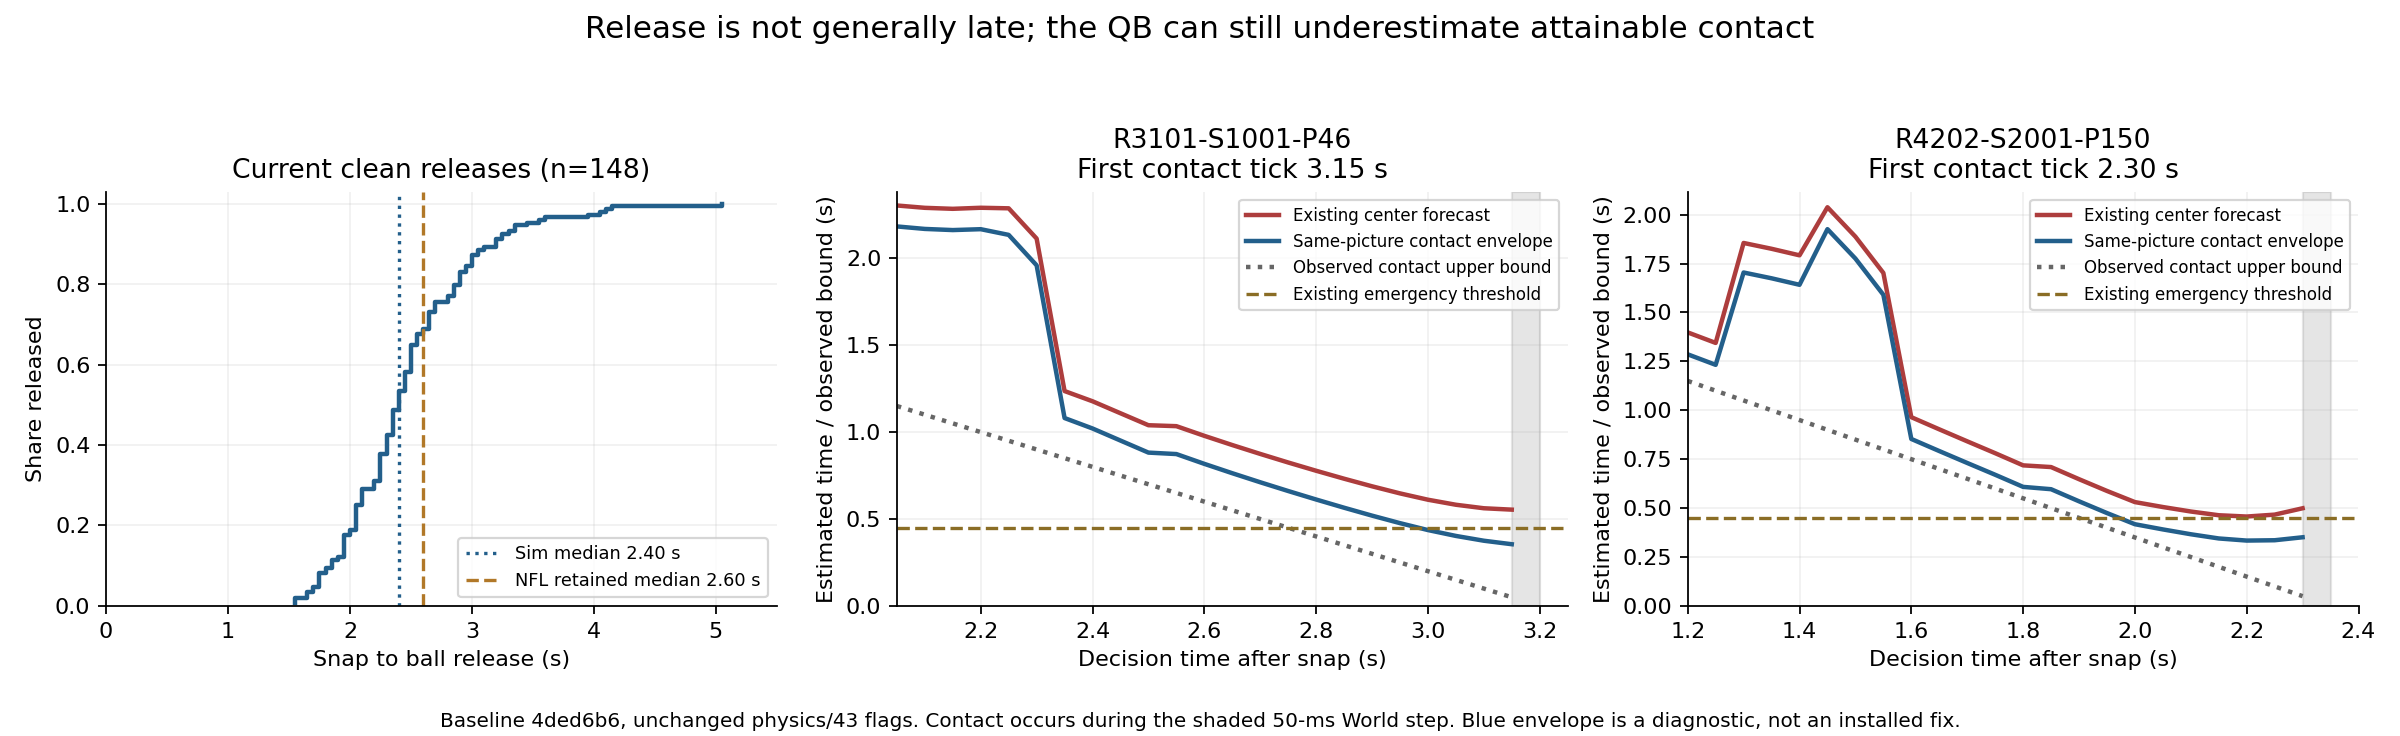 Release is not generally late; the QB can still underestimate attainable contact
Current clean releases (n=148)
Share released
1.0
0.8
0.6
0.4
0.2
0.0
Sim median 2.40 s
NFL retained median 2.60 s
0 1 2 3 4 5
Snap to ball release (s)
R3101-S1001-P46
First contact tick 3.15 s
Estimated time / observed bound (s)
2.0
1.5
1.0
0.5
0.0
Existing center forecast
Same-picture contact envelope
Observed contact upper bound
Existing emergency threshold
2.2 2.4 2.6 2.8 3.0 3.2
Decision time after snap (s)
R4202-S2001-P150
First contact tick 2.30 s
Estimated time / observed bound (s)
2.00
1.75
1.50
1.25
1.00
0.75
0.50
0.25
0.00
Existing center forecast
Same-picture contact envelope
Observed contact upper bound
Existing emergency threshold
1.2 1.4 1.6 1.8 2.0 2.2 2.4
Decision time after snap (s)
Baseline 4ded6b6, unchanged physics/43 flags. Contact occurs during the shaded 50-ms World step. Blue envelope is a diagnostic, not an installed fix.